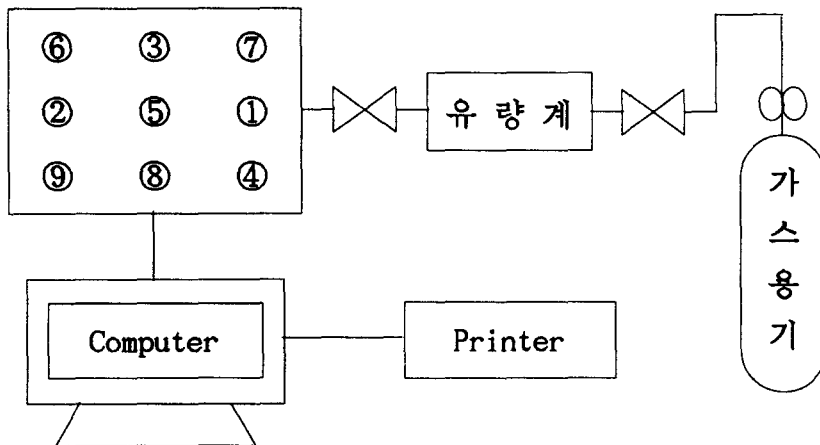 ⑥ ③ ⑦
② ⑤ ①
⑨ ⑧ ④
유 량 계
가
스
용
기
Computer
Printer